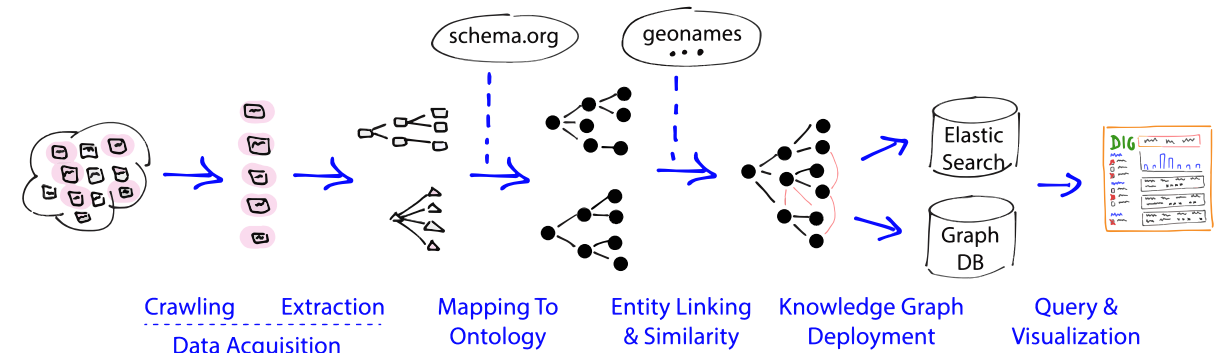 schema.org
geonames
...
Elastic
Search
Graph
DB
DIG
Crawling
Extraction
Data Acquisition
Mapping To
Ontology
Entity Linking
& Similarity
Knowledge Graph
Deployment
Query &
Visualization